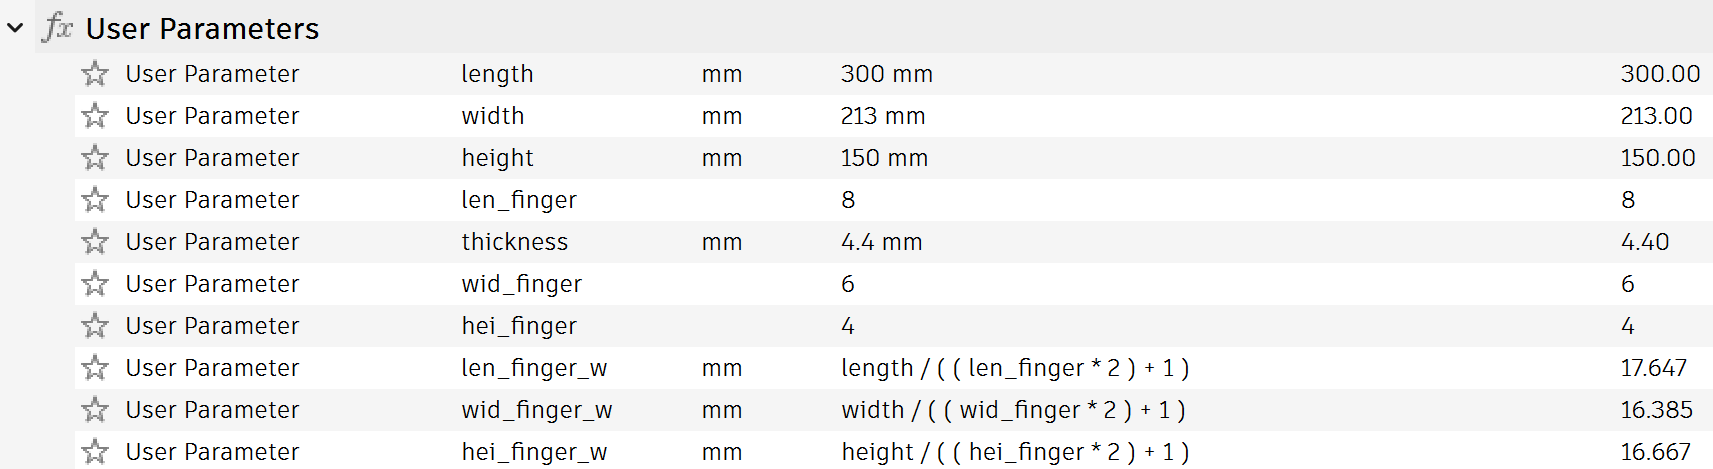 fx User Parameters
User Parameter length mm 300 mm 300.00
User Parameter width mm 213 mm 213.00
User Parameter height mm 150 mm 150.00
User Parameter len_finger 8 8
User Parameter thickness mm 4.4 mm 4.40
User Parameter wid_finger 6 6
User Parameter hei_finger 4 4
User Parameter len_finger_w mm length / ( ( len_finger * 2 ) + 1 ) 17.647
User Parameter wid_finger_w mm width / ( ( wid_finger * 2 ) + 1 ) 16.385
User Parameter hei_finger_w mm height / ( ( hei_finger * 2 ) + 1 ) 16.667